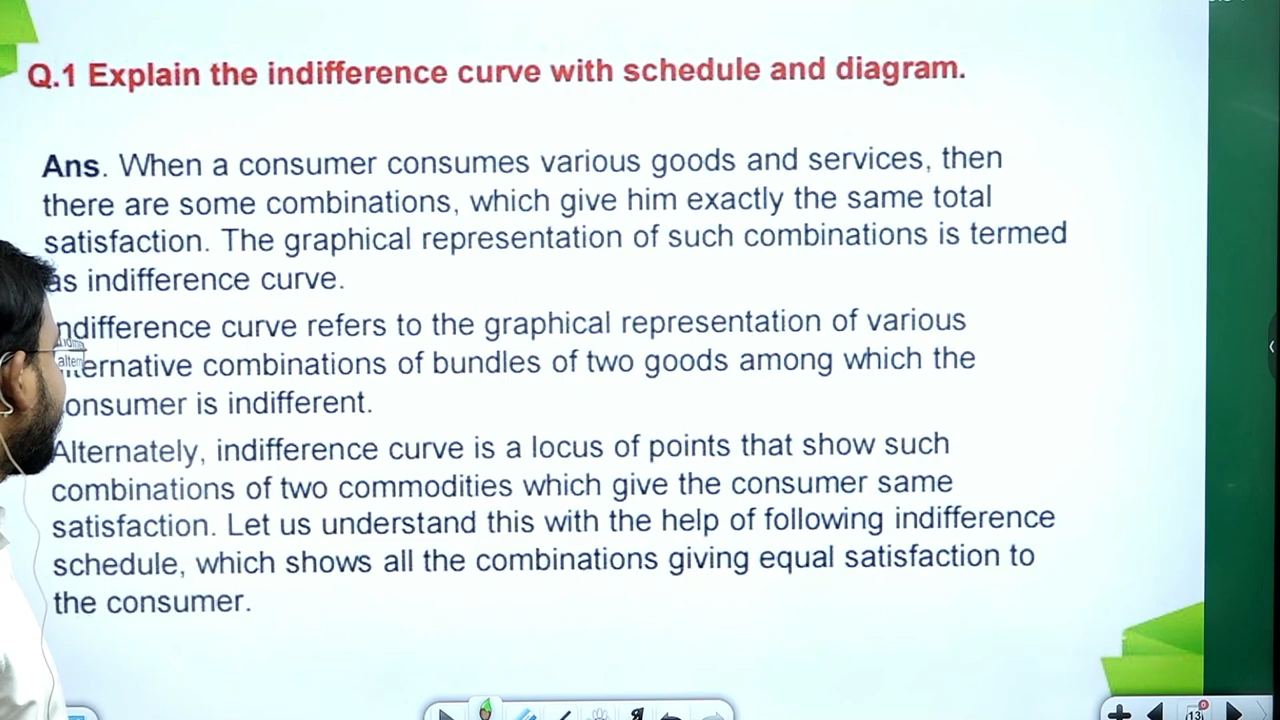 Q.1 Explain the indifference curve with schedule and diagram.
Ans. When a consumer consumes various goods and services, then
there are some combinations, which give him exactly the same total
satisfaction. The graphical representation of such combinations is termed
as indifference curve.
ndifference curve refers to the graphical representation of various
ernative combinations of bundles of two goods among which the
onsumer is indifferent.
Alternately, indifference curve is a locus of points that show such
combinations of two commodities which give the consumer same
satisfaction. Let us understand this with the help of following indifference
schedule, which shows all the combinations giving equal satisfaction to
the consumer.
13